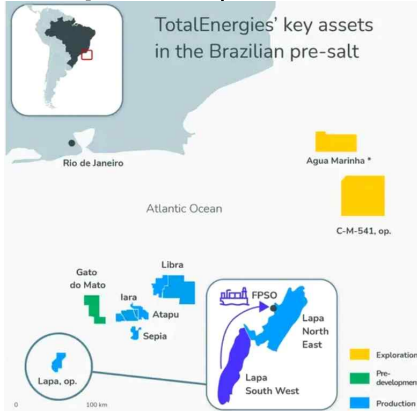 TotalEnergies' key assets
in the Brazilian pre-salt
Rio de Janeiro
Agua Marinha *
Atlantic Ocean
C-M-541, op.
Libra
Gato
do Mato
Iara
Atapu
Sepia
FPSO
Lapa
North
East
Lapa
South West
Lapa, op.
Exploration
Pre-
development
Production
0
100 km